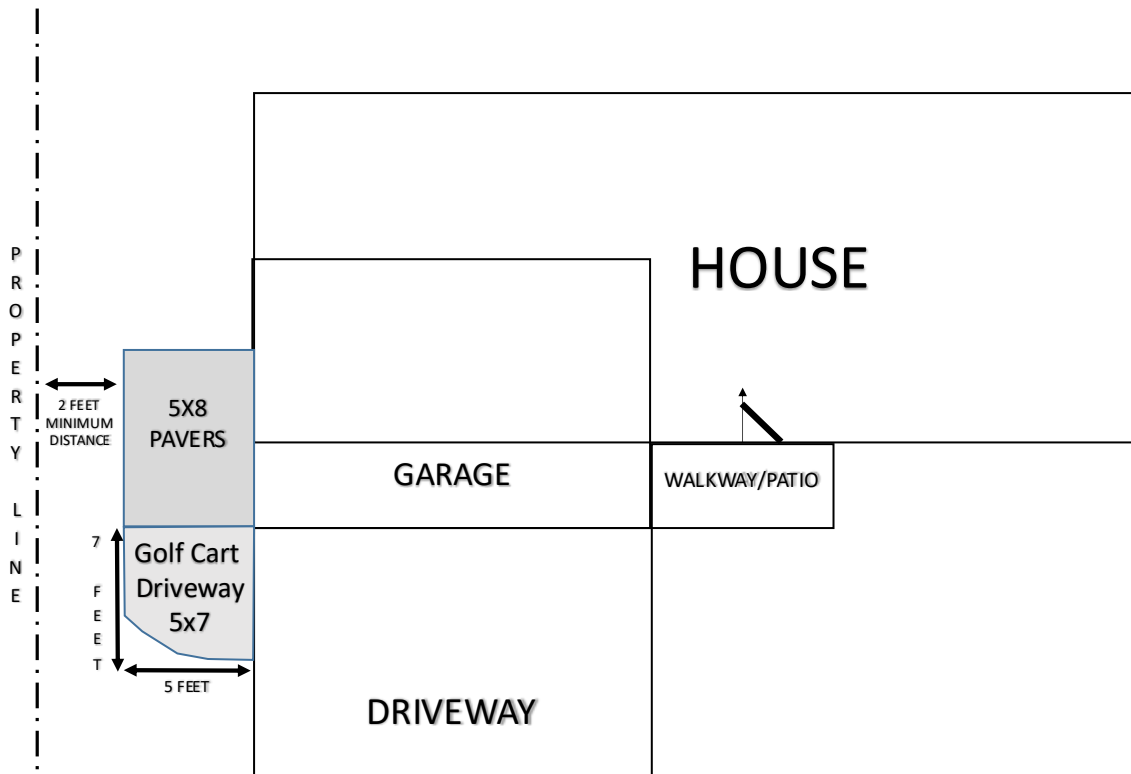 HOUSE
PROPERTY LINE
2 FEET
MINIMUM
DISTANCE
5X8
PAVERS
GARAGE
WALKWAY/PATIO
7 FEET
Golf Cart
Driveway
5x7
5 FEET
DRIVEWAY